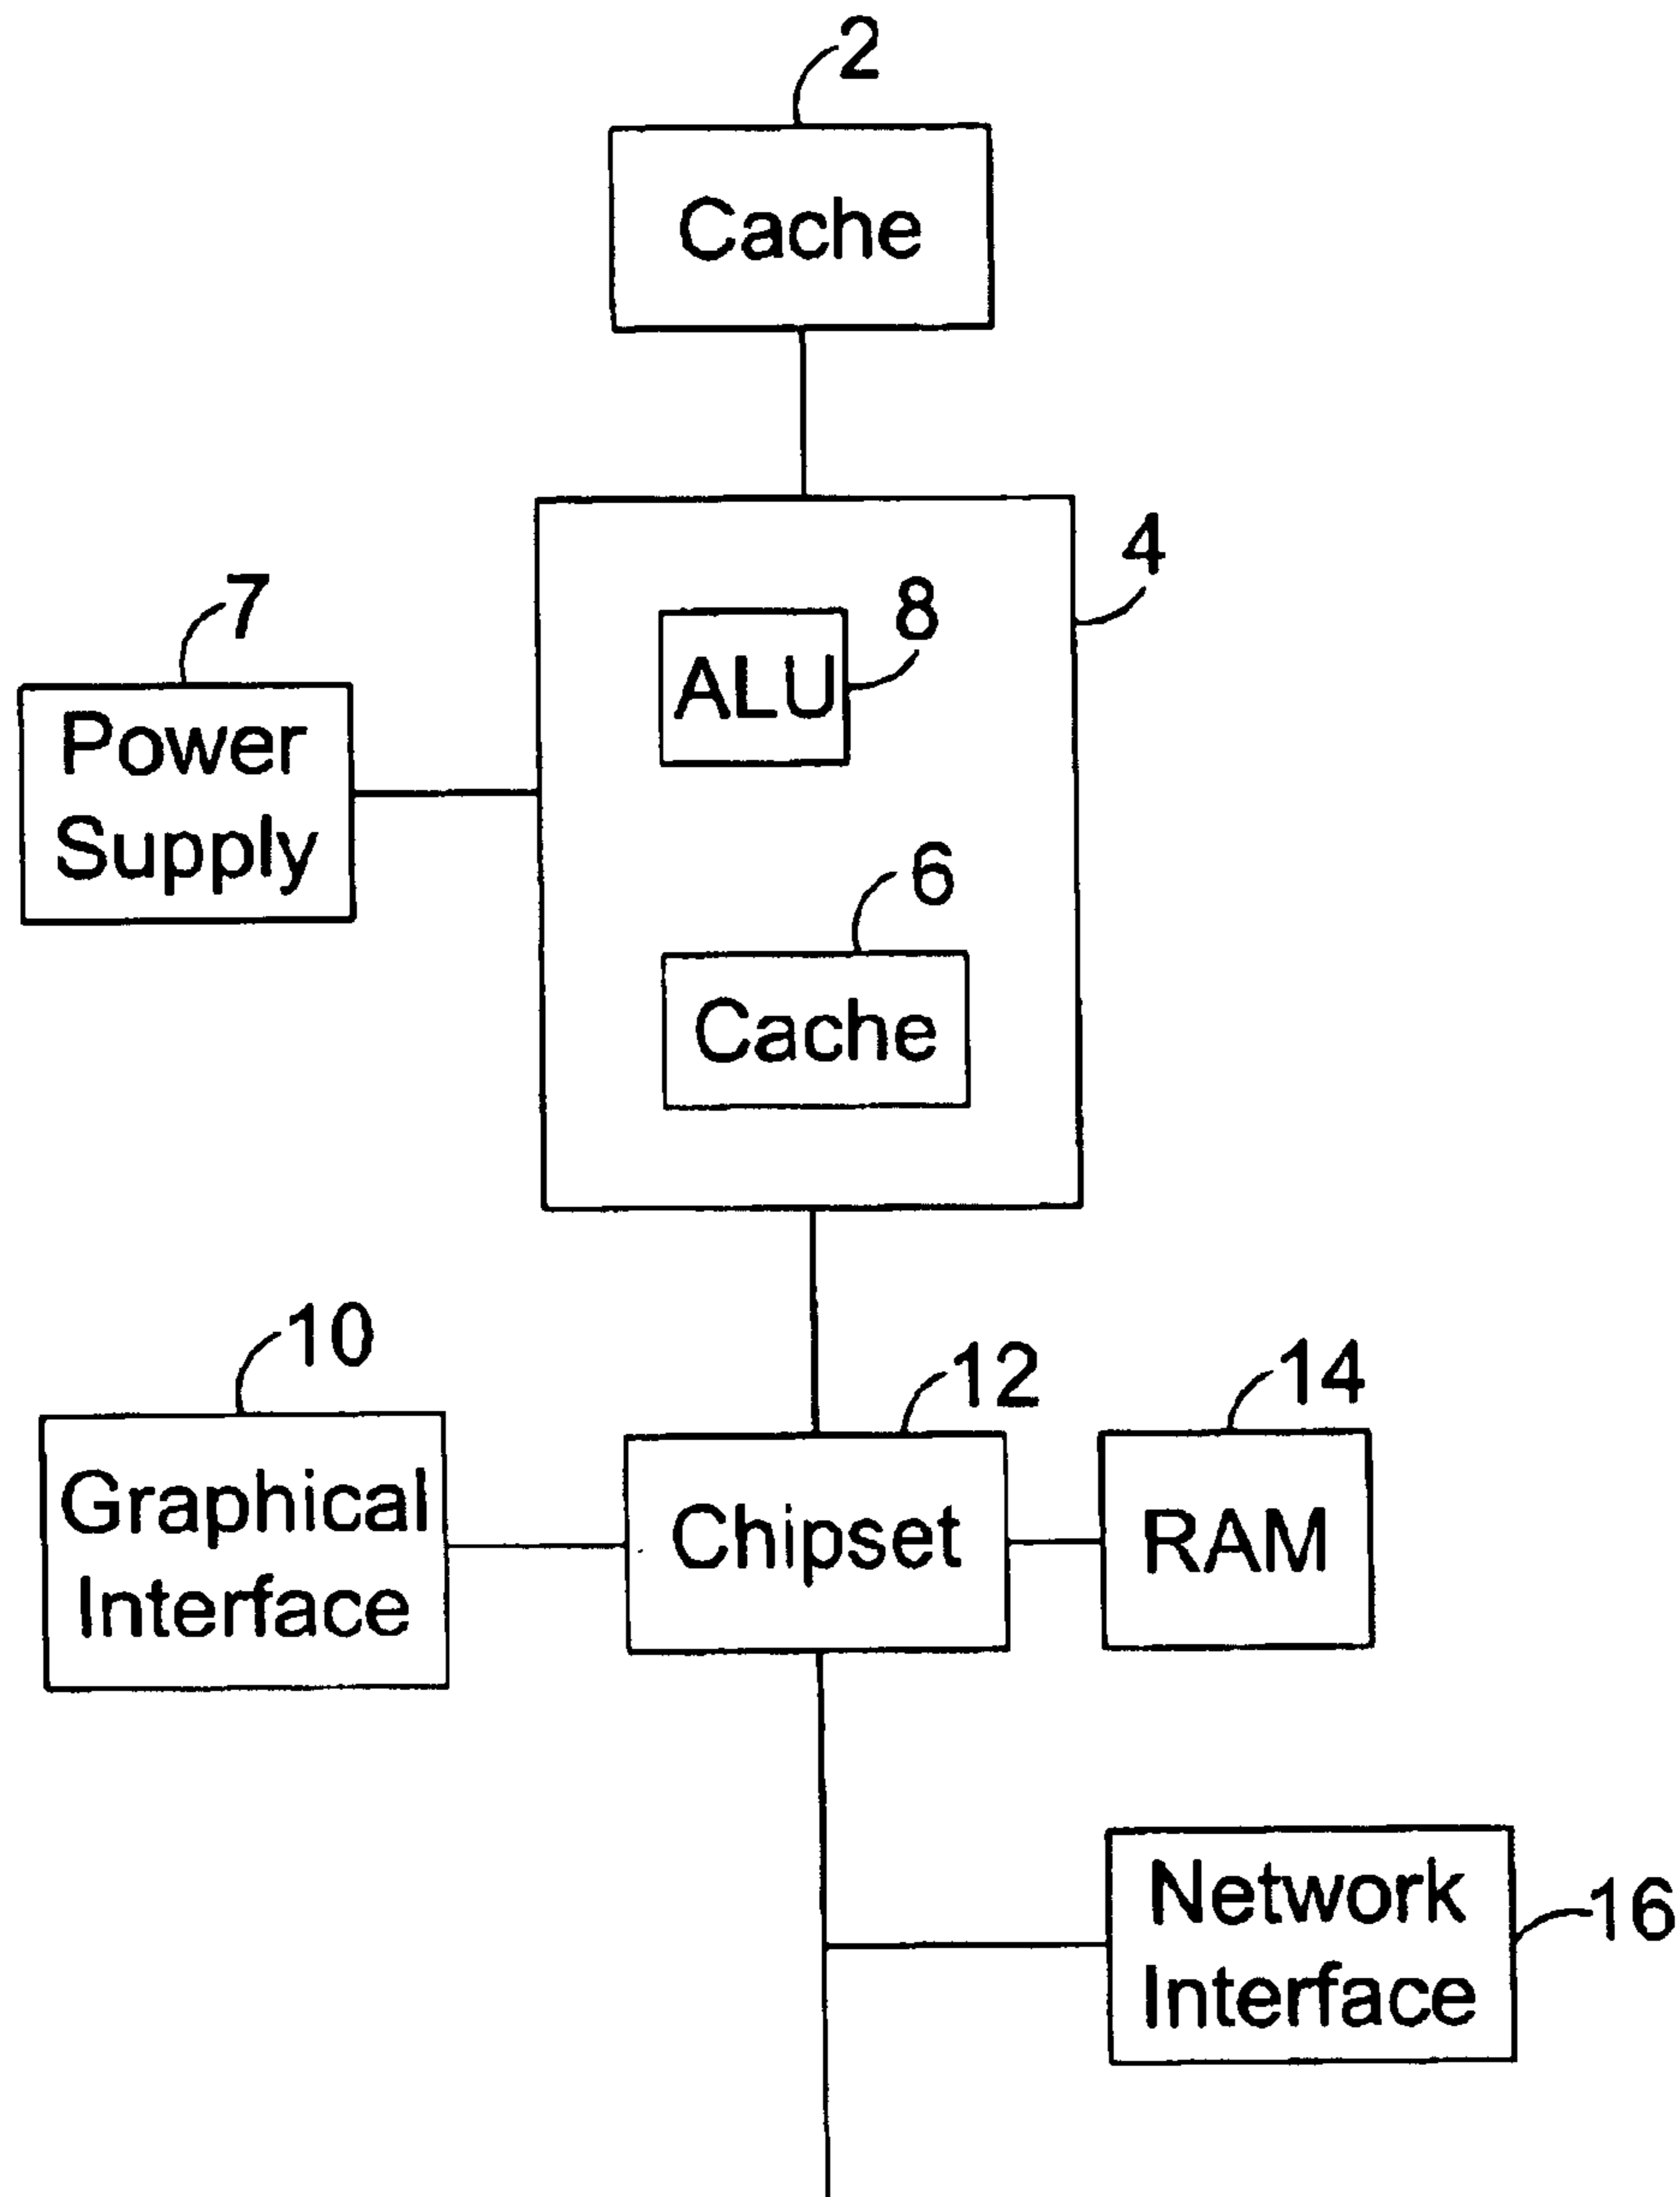 2
Cache
4
8
ALU
7
Power
Supply
6
Cache
10
Graphical
Interface
12
Chipset
14
RAM
Network
Interface
16